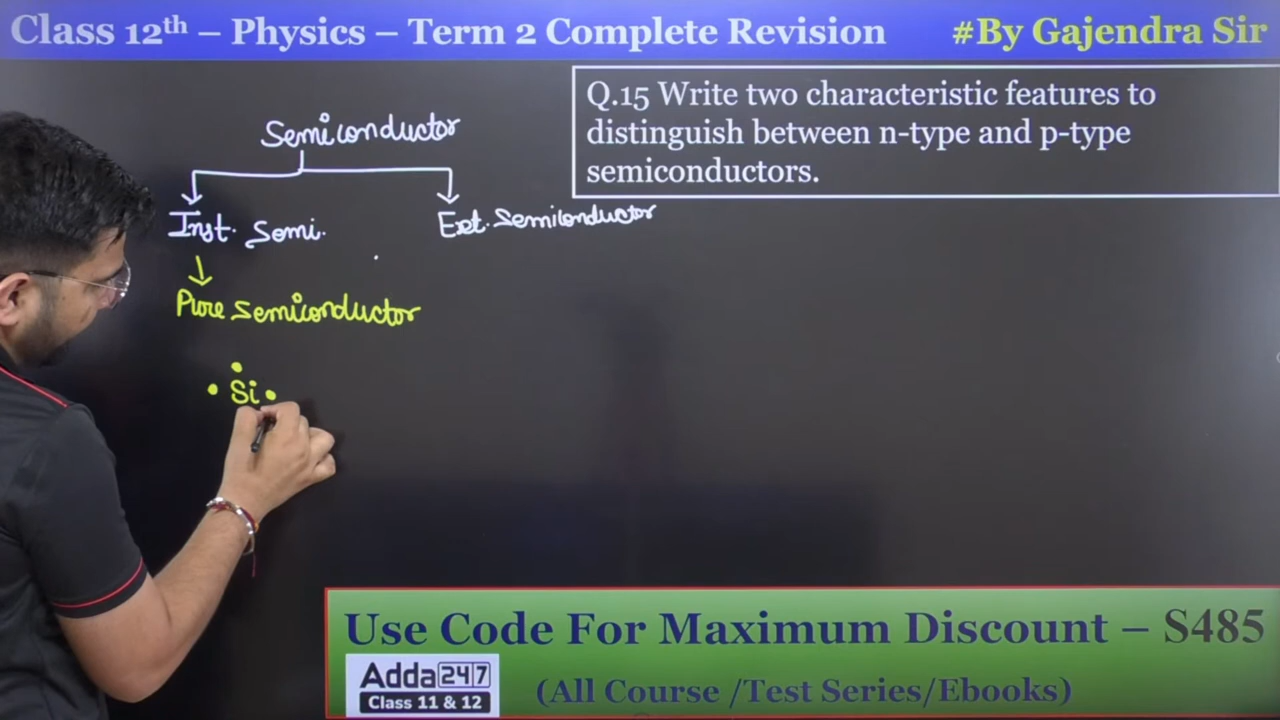 Class 12th – Physics – Term 2 Complete Revision #By Gajendra Sir
Q.15 Write two characteristic features to
distinguish between n-type and p-type
semiconductors.
Semiconductor
Inst. Semi. Ext. Semiconductor
Pure semiconductor
Si
Use Code For Maximum Discount – S485
Adda247
Class 11 & 12
(All Course /Test Series/Ebooks)